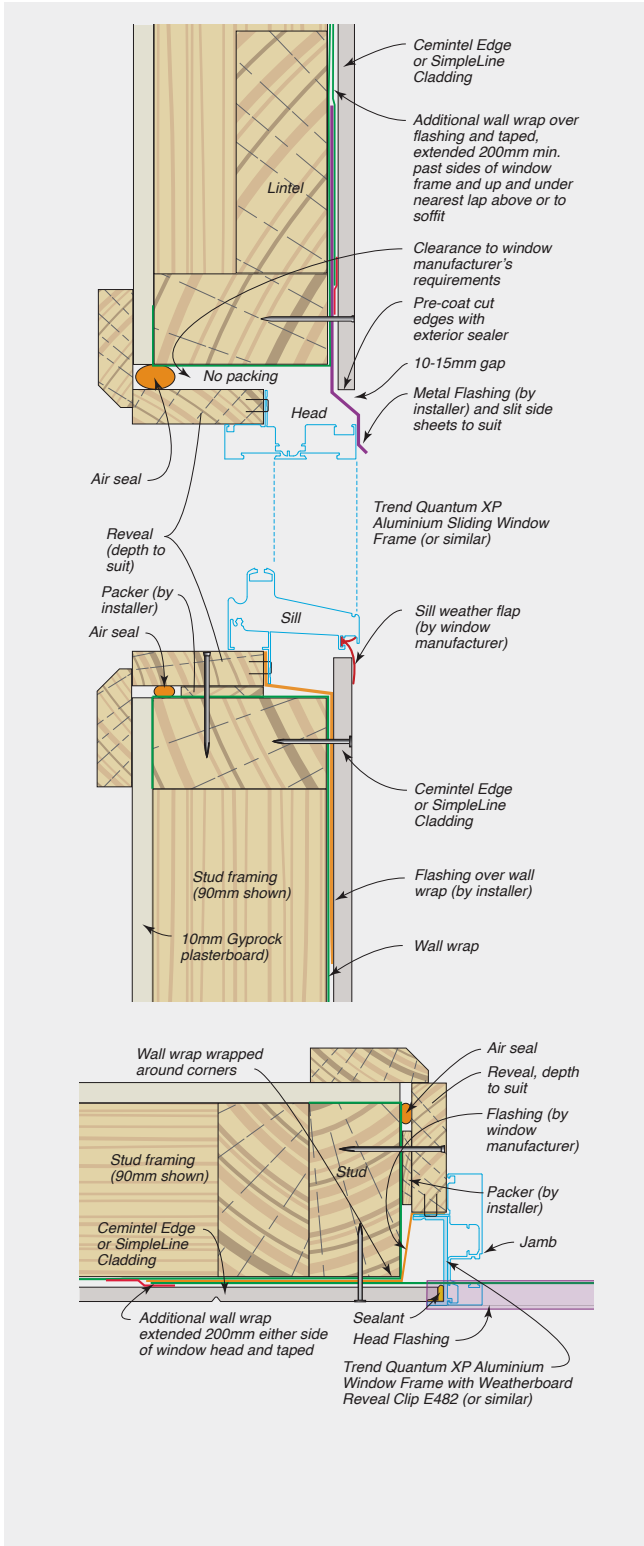 Cemintel Edge
or SimpleLine
Cladding
Additional wall wrap over
flashing and taped,
extended 200mm min.
past sides of window
frame and up and under
nearest lap above or to
soffit
Lintel
Clearance to window
manufacturer's
requirements
Pre-coat cut
edges with
exterior sealer
No packing
10-15mm gap
Head
Metal Flashing (by
installer) and slit side
sheets to suit
Air seal
Trend Quantum XP
Aluminium Sliding Window
Frame (or similar)
Reveal
(depth to
suit)
Packer (by
installer)
Air seal
Sill
Sill weather flap
(by window
manufacturer)
Cemintel Edge
or SimpleLine
Cladding
Stud framing
(90mm shown)
Flashing over wall
wrap (by installer)
10mm Gyprock
plasterboard)
Wall wrap
Wall wrap wrapped
around corners
Air seal
Reveal, depth
to suit
Flashing (by
window
manufacturer)
Stud framing
(90mm shown)
Stud
Packer (by
installer)
Cemintel Edge
or SimpleLine
Cladding
Jamb
Additional wall wrap
extended 200mm either side
of window head and taped
Sealant
Head Flashing
Trend Quantum XP Aluminium
Window Frame with Weatherboard
Reveal Clip E482 (or similar)